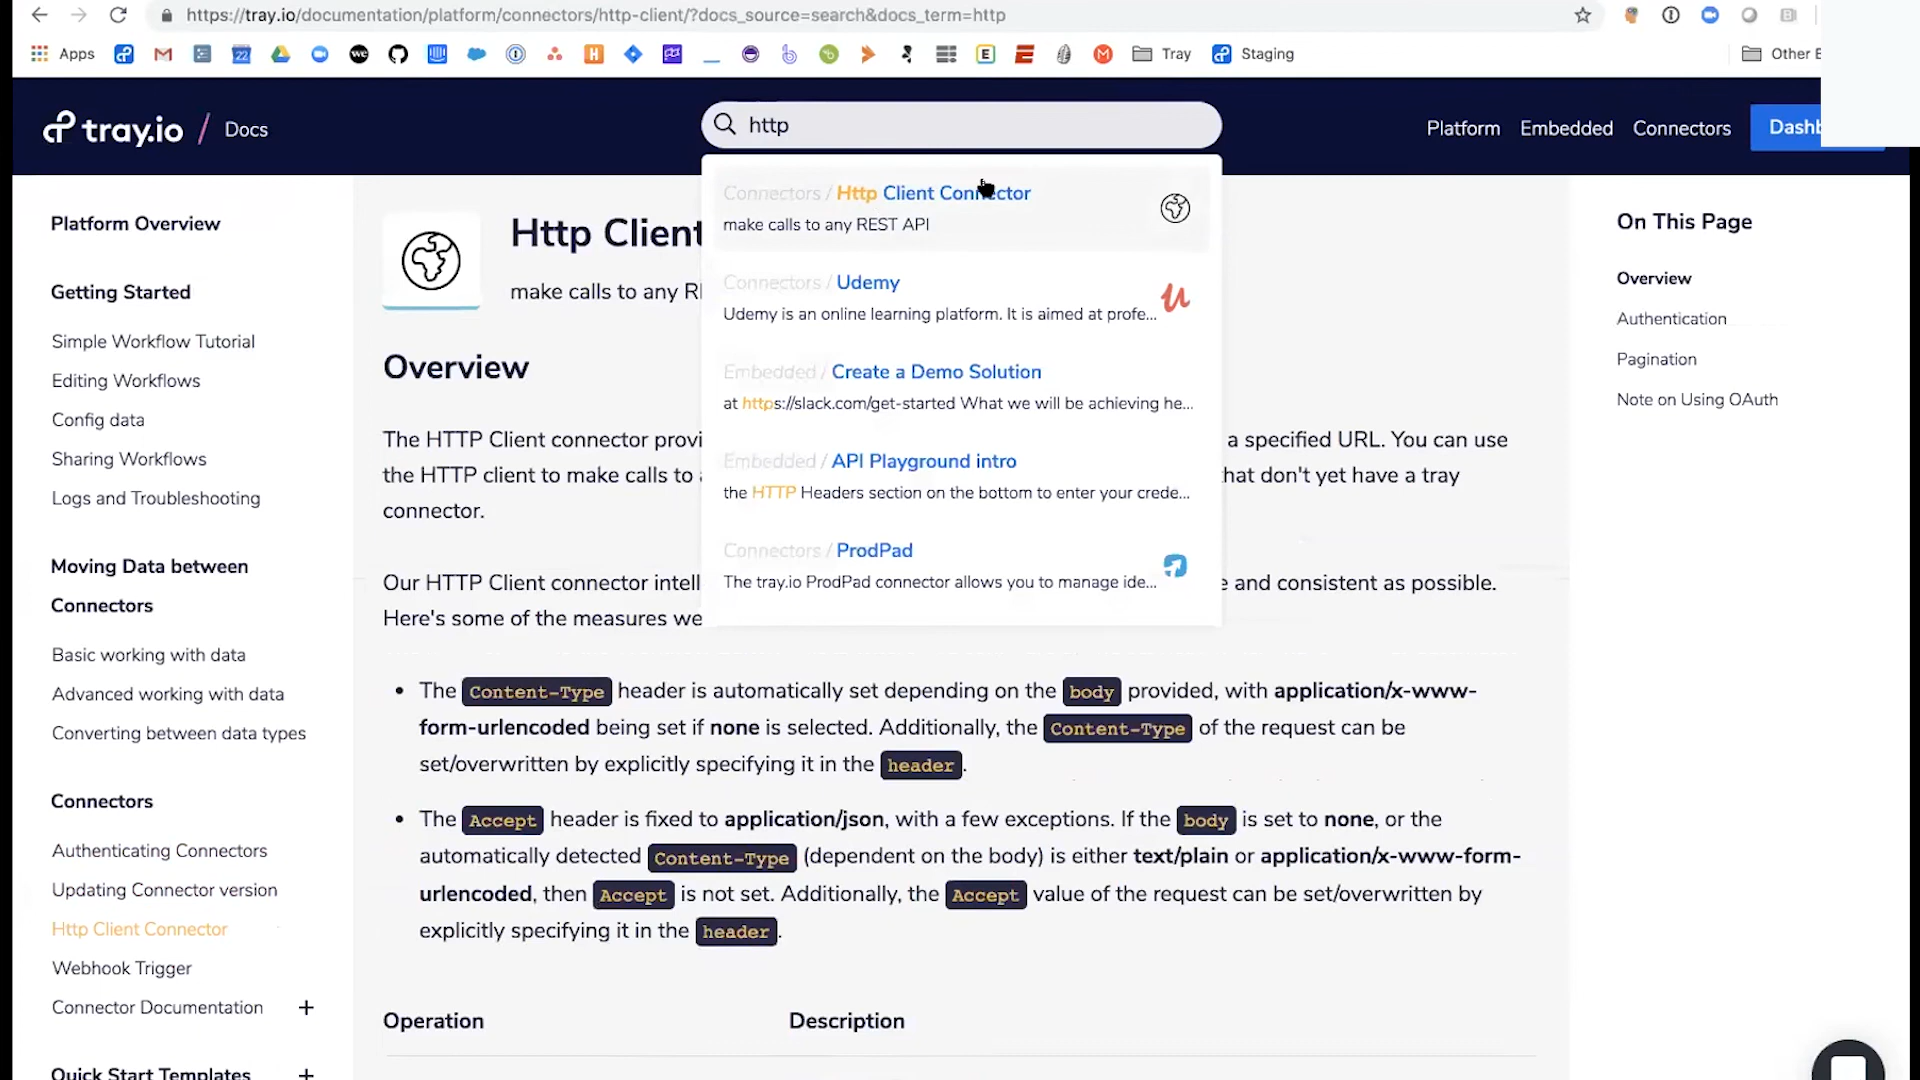 https://tray.io/documentation/platform/connectors/http-client/?docs_source=search&docs_term=http
Apps
22
Tray
Staging
Other
tray.io / Docs
http
Platform
Embedded
Connectors
Platform Overview
Getting Started
Simple Workflow Tutorial
Editing Workflows
Config data
Sharing Workflows
Logs and Troubleshooting
Moving Data between
Connectors
Basic working with data
Advanced working with data
Converting between data types
Connectors
Authenticating Connectors
Updating Connector version
Http Client Connector
Webhook Trigger
Connector Documentation +
Quick Start Templates +
Connectors / Http Client Connector
make calls to any REST API
Connectors / Udemy
Udemy is an online learning platform. It is aimed at profe...
Embedded / Create a Demo Solution
at https://slack.com/get-started What we will be achieving he...
Embedded / API Playground intro
the HTTP Headers section on the bottom to enter your crede...
Connectors / ProdPad
The tray.io ProdPad connector allows you to manage ide...
Http Client
make calls to any
Overview
The HTTP Client connector a specified URL. You can use
the HTTP client to make calls to that don't yet have a tray
connector.
Our HTTP Client connector and consistent as possible.
Here's some of the measures we
• The Content-Type header is automatically set depending on the body provided, with application/x-www-
form-urlencoded being set if none is selected. Additionally, the Content-Type of the request can be
set/overwritten by explicitly specifying it in the header.
• The Accept header is fixed to application/json, with a few exceptions. If the body is set to none, or the
automatically detected Content-Type (dependent on the body) is either text/plain or application/x-www-form-
urlencoded, then Accept is not set. Additionally, the Accept value of the request can be set/overwritten by
explicitly specifying it in the header.
Operation Description
On This Page
Overview
Authentication
Pagination
Note on Using OAuth